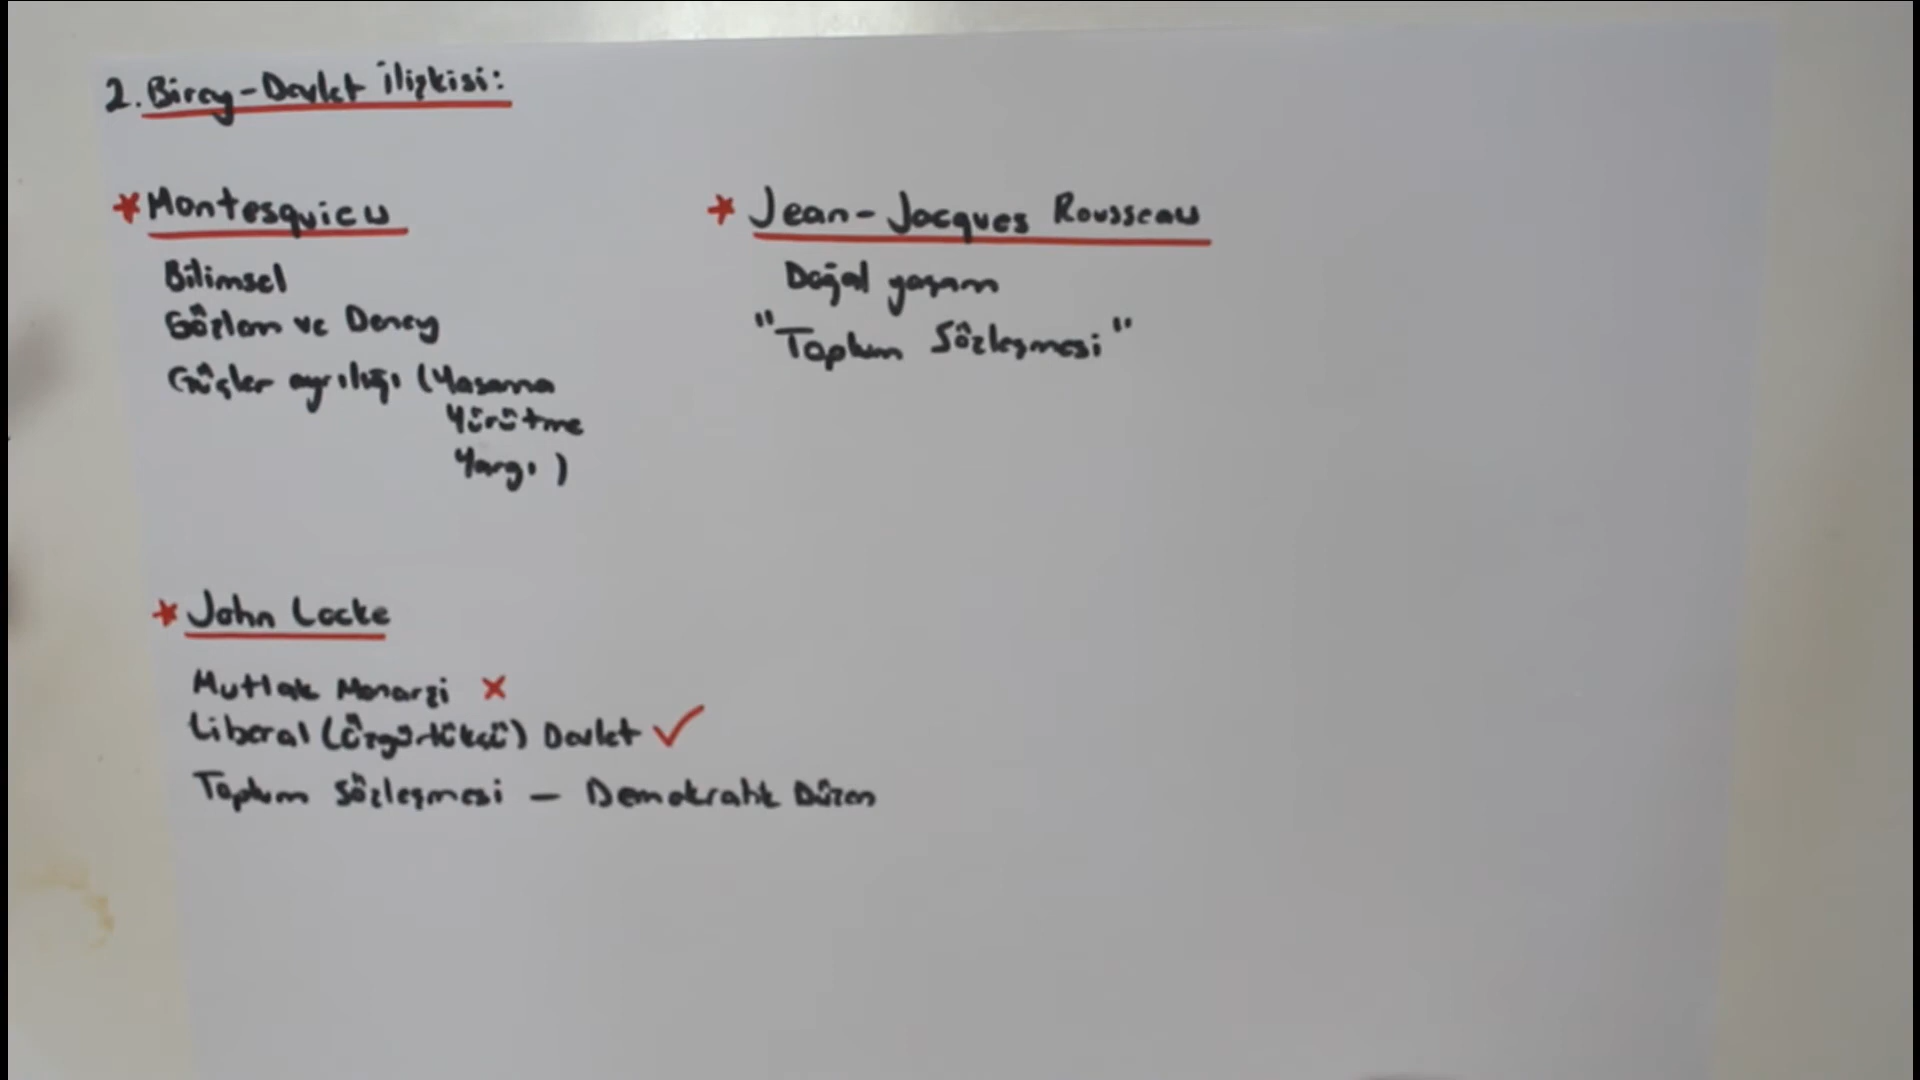 2. Birey-Devlet İlişkisi:
* Montesquieu
Bilimsel
Gözlem ve Deney
Güçler ayrılığı (Yasama
Yürütme
Yargı)
* Jean-Jacques Rousseau
Doğal yaşam
"Toplum Sözleşmesi"
* John Locke
Mutlak Monarşi ×
Liberal (Özgürlükçü) Devlet ✓
Toplum Sözleşmesi – Demokratik Düzen